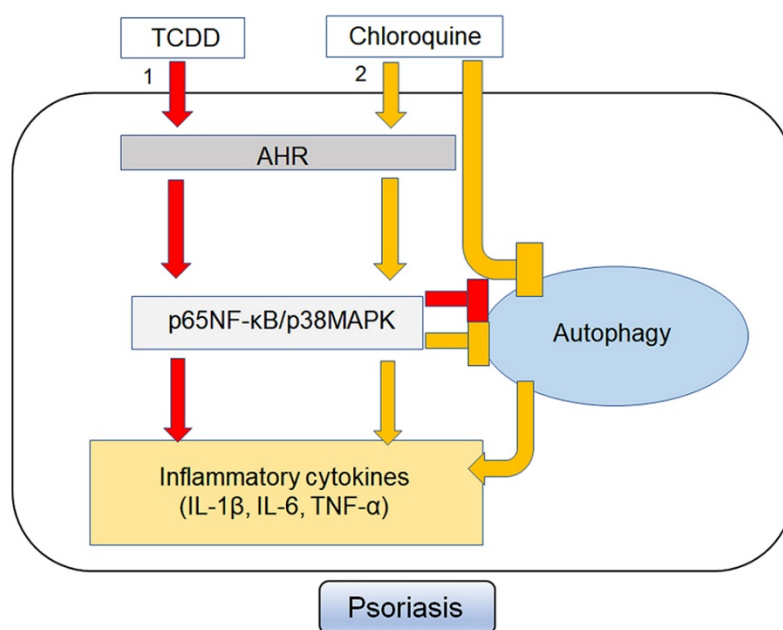 TCDD
Chloroquine
1
2
AHR
p65NF-κB/p38MAPK
Autophagy
Inflammatory cytokines
(IL-1β, IL-6, TNF-α)
Psoriasis